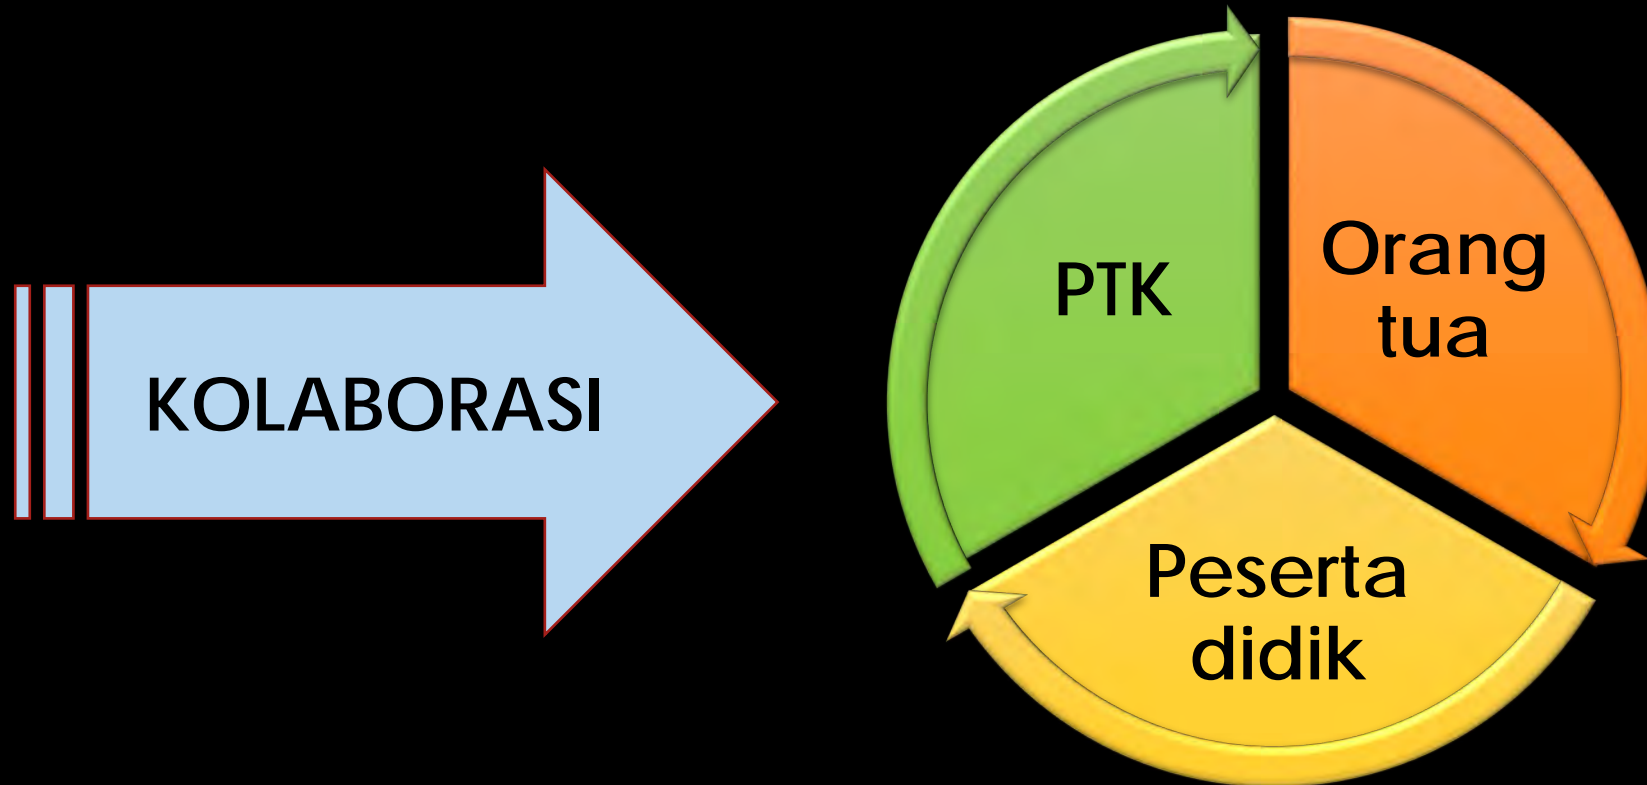 KOLABORASI
PTK
Orang
tua
Peserta
didik